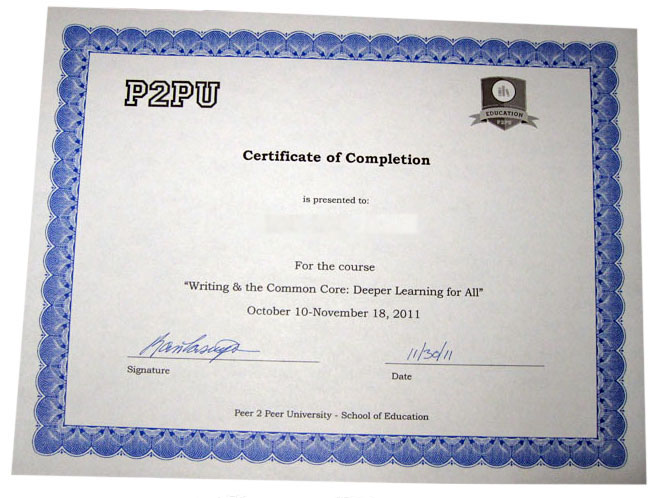 P2PU
EDUCATION
P2PU
Certificate of Completion
is presented to:
For the course
“Writing & the Common Core: Deeper Learning for All”
October 10-November 18, 2011
11/30/11
Signature
Date
Peer 2 Peer University - School of Education